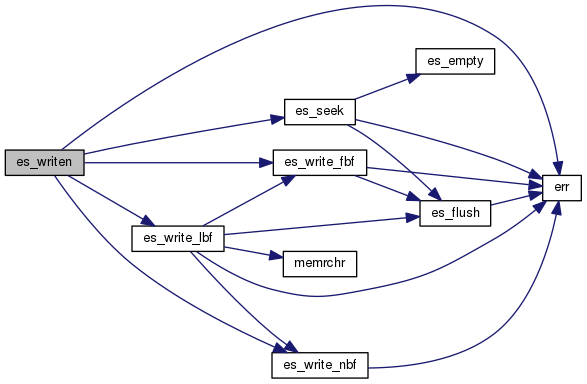 es_empty
es_seek
es_writen
es_write_fbf
err
es_flush
es_write_lbf
memrchr
es_write_nbf